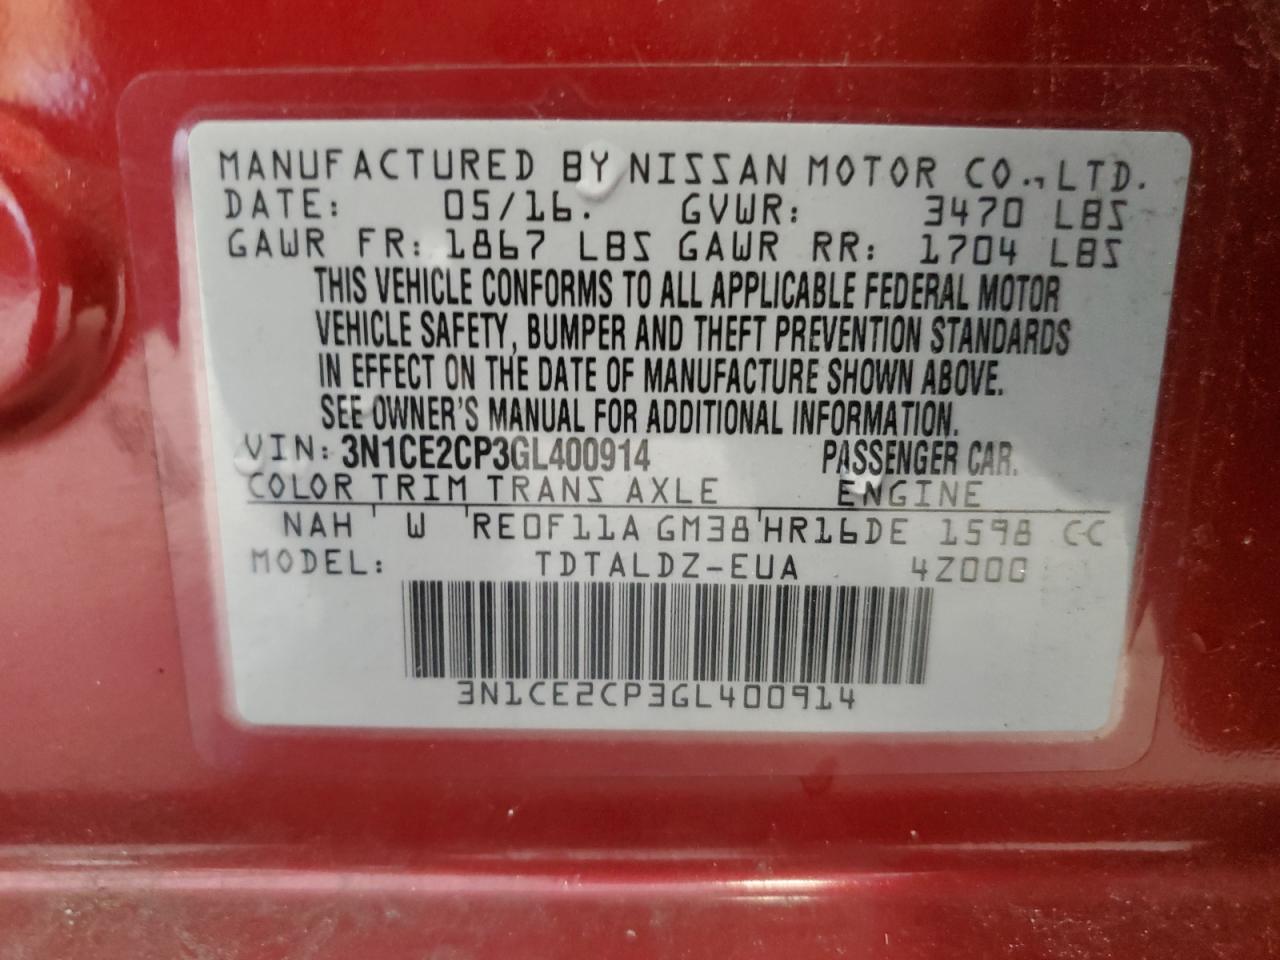 MANUFACTURED BY NISSAN MOTOR CO., LTD.
DATE: 05/16. GVWR: 3470 LBS
GAWR FR: 1867 LBS GAWR RR: 1704 LBS
THIS VEHICLE CONFORMS TO ALL APPLICABLE FEDERAL MOTOR
VEHICLE SAFETY, BUMPER AND THEFT PREVENTION STANDARDS
IN EFFECT ON THE DATE OF MANUFACTURE SHOWN ABOVE.
SEE OWNER'S MANUAL FOR ADDITIONAL INFORMATION.
VIN: 3N1CE2CP3GL400914 PASSENGER CAR.
COLOR TRIM TRANS AXLE ENGINE
NAH W RE0F11A GM38 HR16DE 1598 CC
MODEL: TDTALDZ-EUA
3N1CE2CP3GL400914